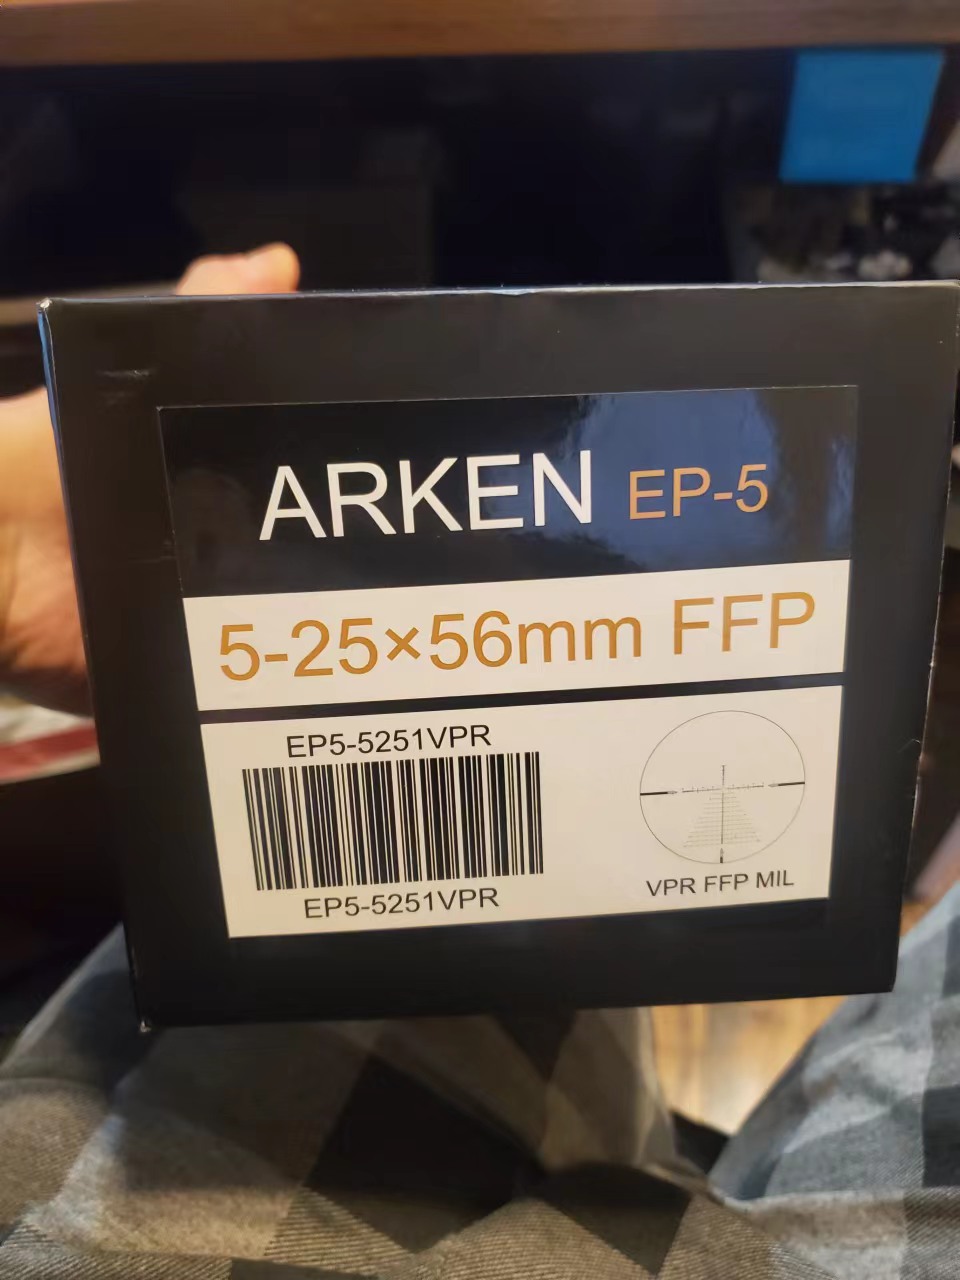 ARKEN EP-5
5-25×56mm FFP
EP5-5251VPR
EP5-5251VPR
VPR FFP MIL